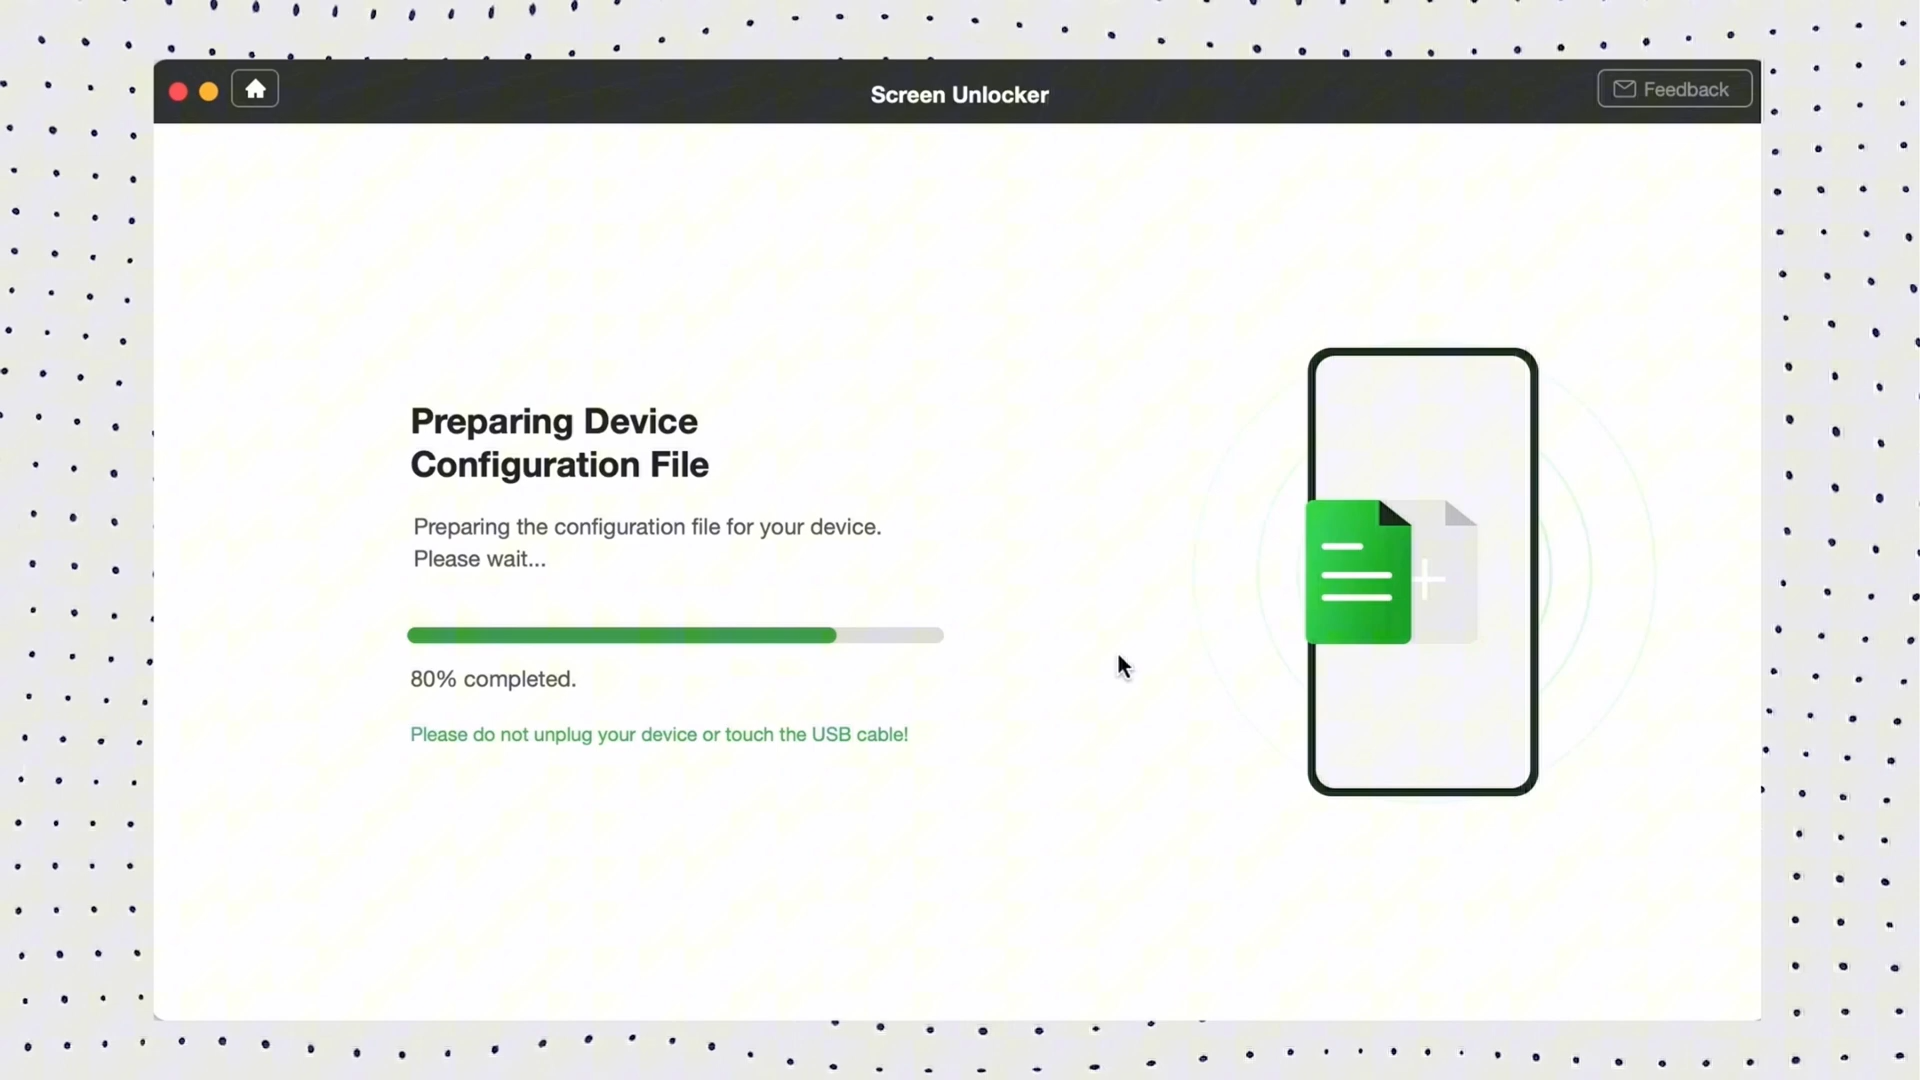 Screen Unlocker
Feedback
Preparing Device
Configuration File
Preparing the configuration file for your device.
Please wait...
80% completed.
Please do not unplug your device or touch the USB cable!